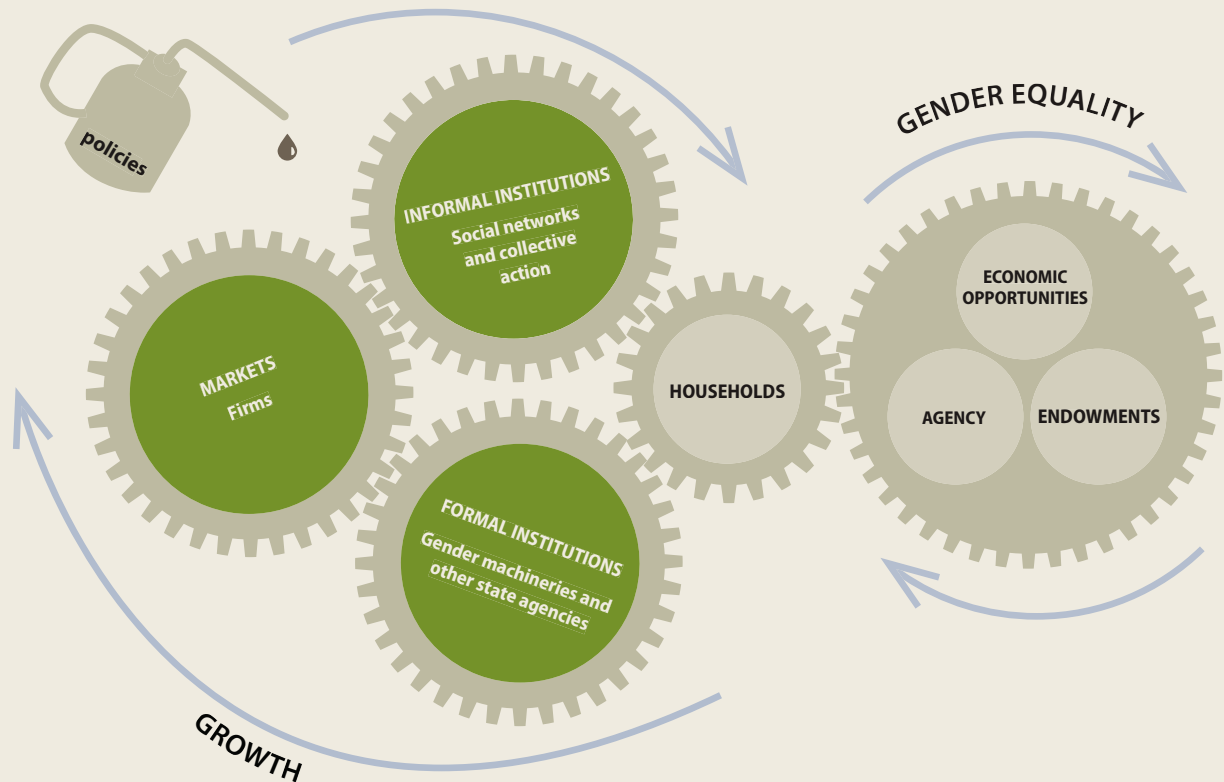 policies
INFORMAL INSTITUTIONS
Social networks
and collective
action
MARKETS
Firms
FORMAL INSTITUTIONS
Gender machineries and
other state agencies
HOUSEHOLDS
GENDER EQUALITY
ECONOMIC
OPPORTUNITIES
AGENCY
ENDOWMENTS
GROWTH